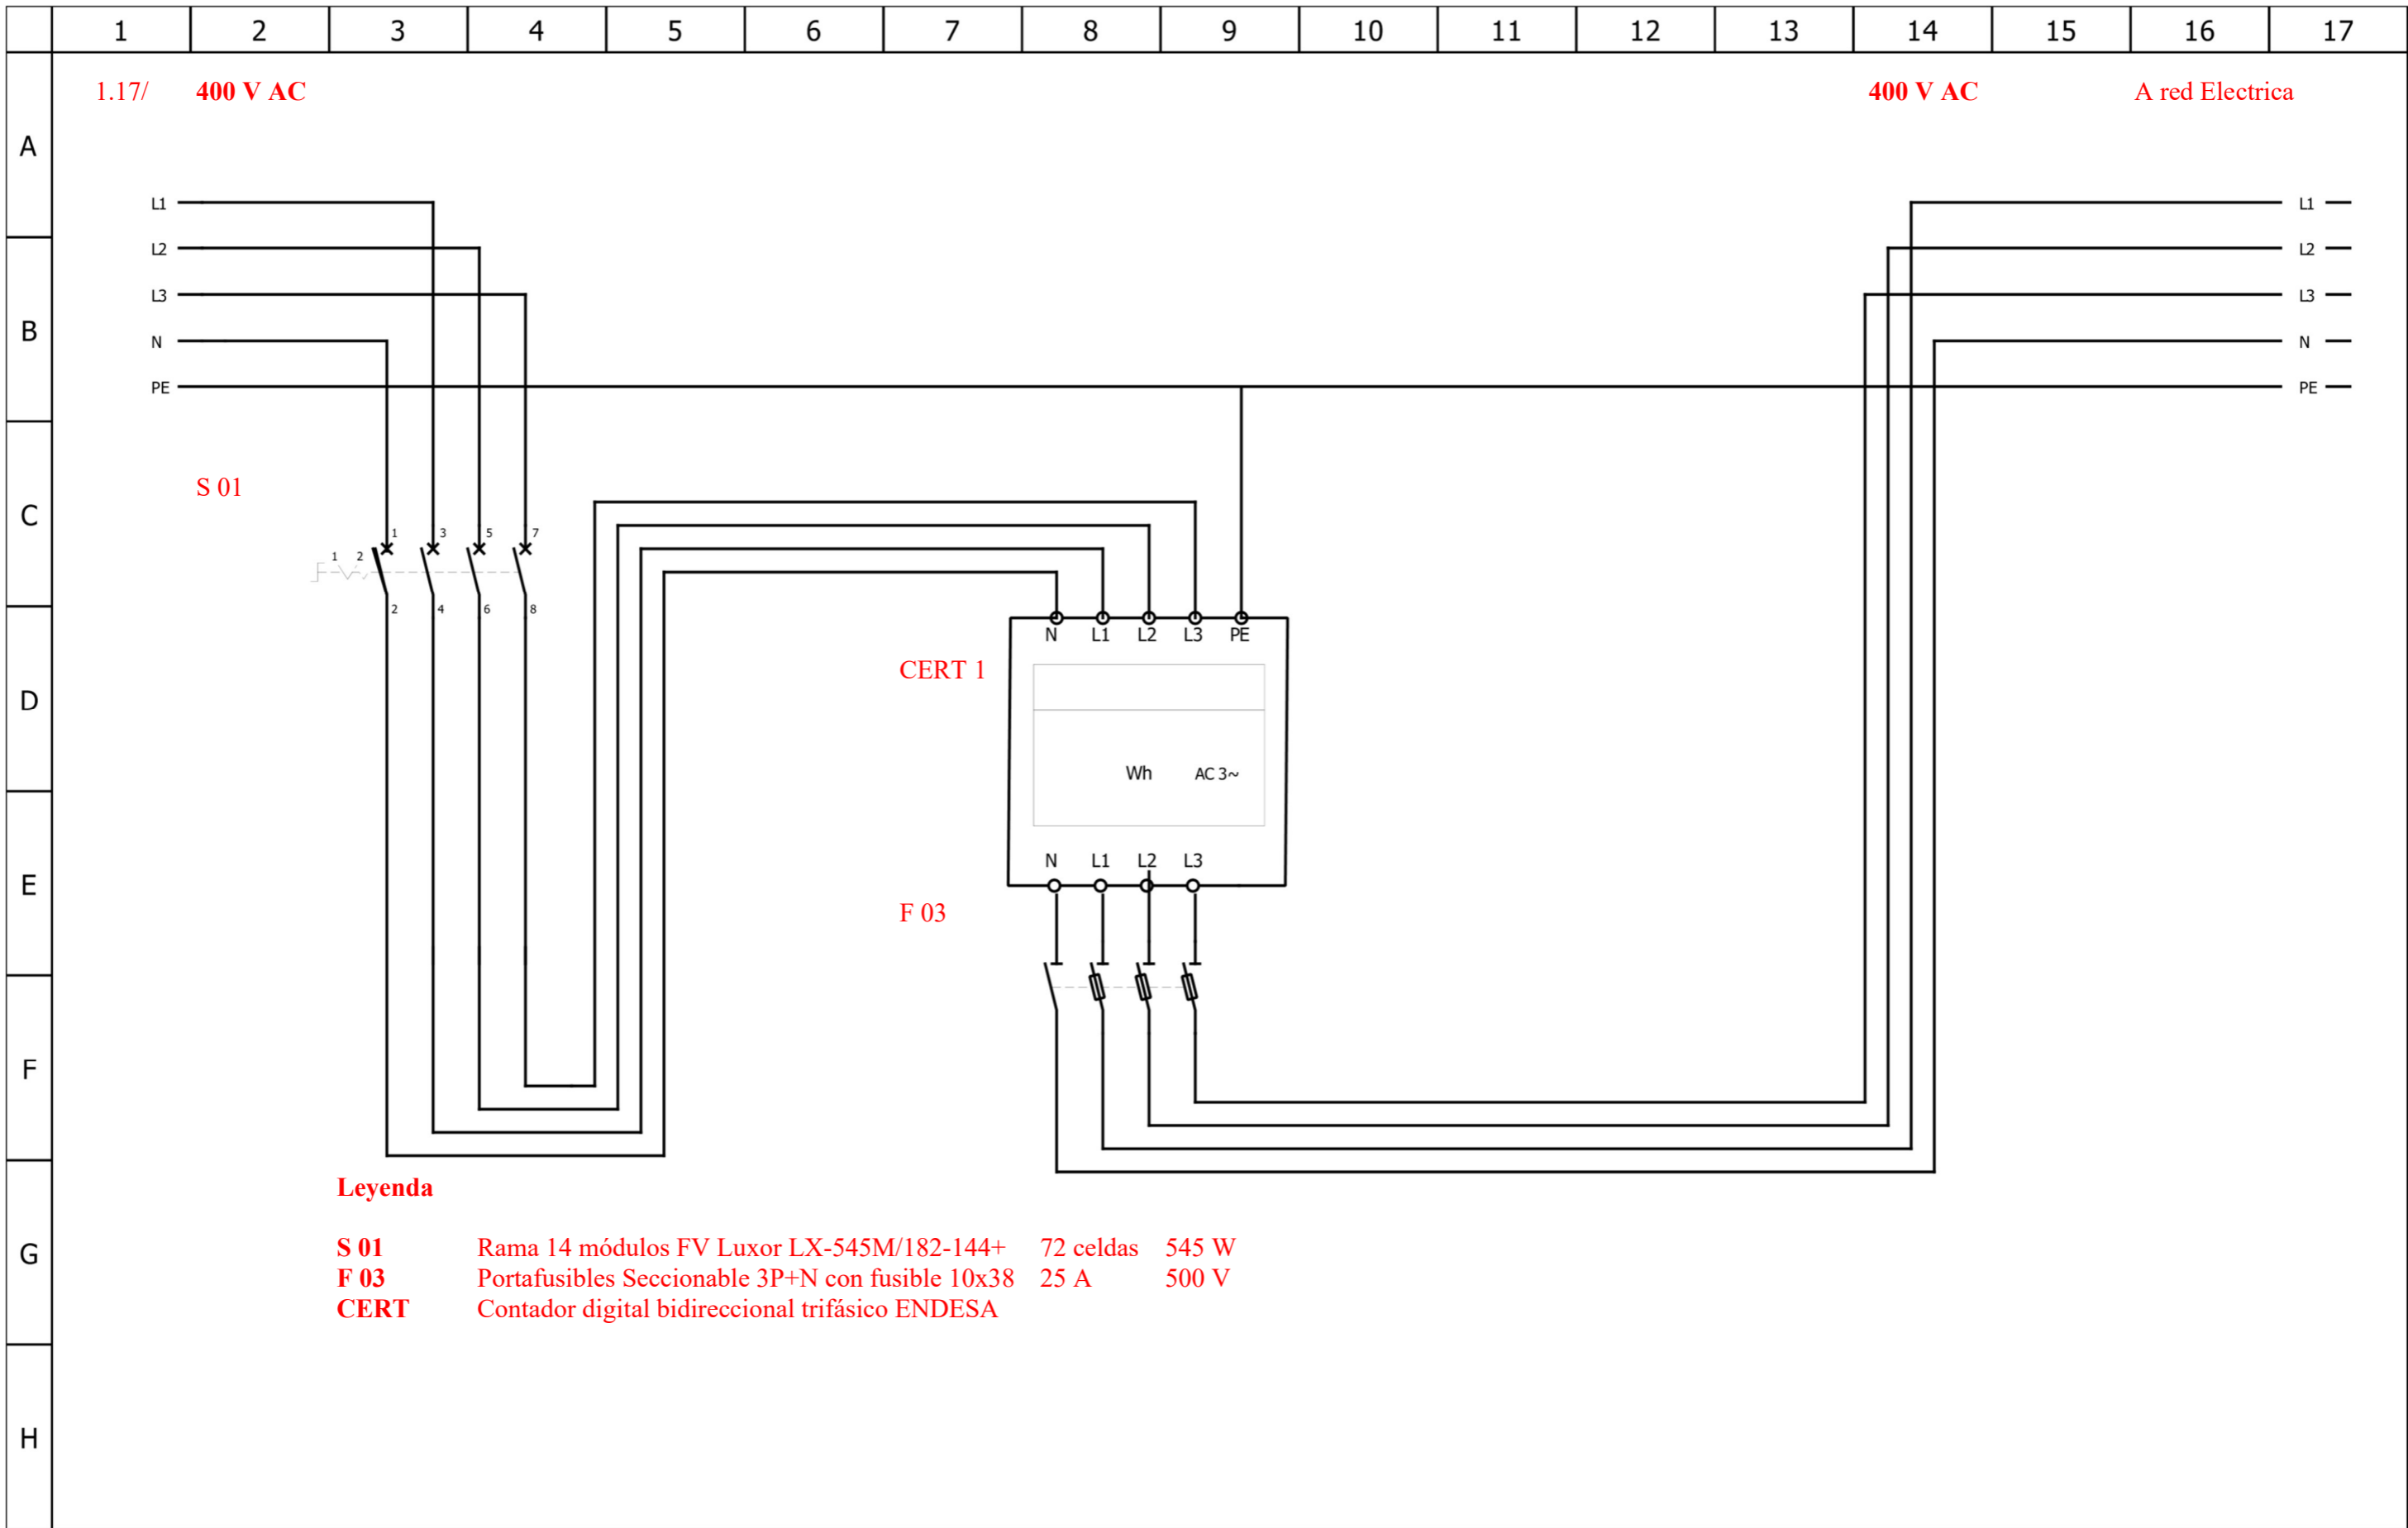 1 2 3 4 5 6 7 8 9 10 11 12 13 14 15 16 17
1.17/ 400 V AC 400 V AC A red Electrica
A
L1 L1
L2 L2
L3 L3
B
N N
PE PE
S 01
C
1 3 5 7
1 2
2 4 6 8
N L1 L2 L3 PE
CERT 1
D
Wh AC 3~
N L1 L2 L3
E
F 03
F
Leyenda
S 01 Rama 14 módulos FV Luxor LX-545M/182-144+ 72 celdas 545 W
G
F 03 Portafusibles Seccionable 3P+N con fusible 10x38 25 A 500 V
CERT Contador digital bidireccional trifásico ENDESA
H